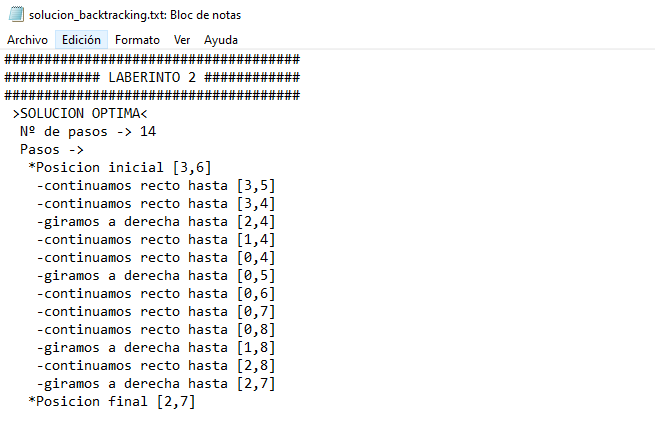 solucion_backtracking.txt: Bloc de notas
Archivo Edición Formato Ver Ayuda
#####################################
############ LABERINTO 2 ############
#####################################
>SOLUCION OPTIMA<
Nº de pasos -> 14
Pasos ->
*Posicion inicial [3,6]
-continuamos recto hasta [3,5]
-continuamos recto hasta [3,4]
-giramos a derecha hasta [2,4]
-continuamos recto hasta [1,4]
-continuamos recto hasta [0,4]
-giramos a derecha hasta [0,5]
-continuamos recto hasta [0,6]
-continuamos recto hasta [0,7]
-continuamos recto hasta [0,8]
-giramos a derecha hasta [1,8]
-continuamos recto hasta [2,8]
-giramos a derecha hasta [2,7]
*Posicion final [2,7]